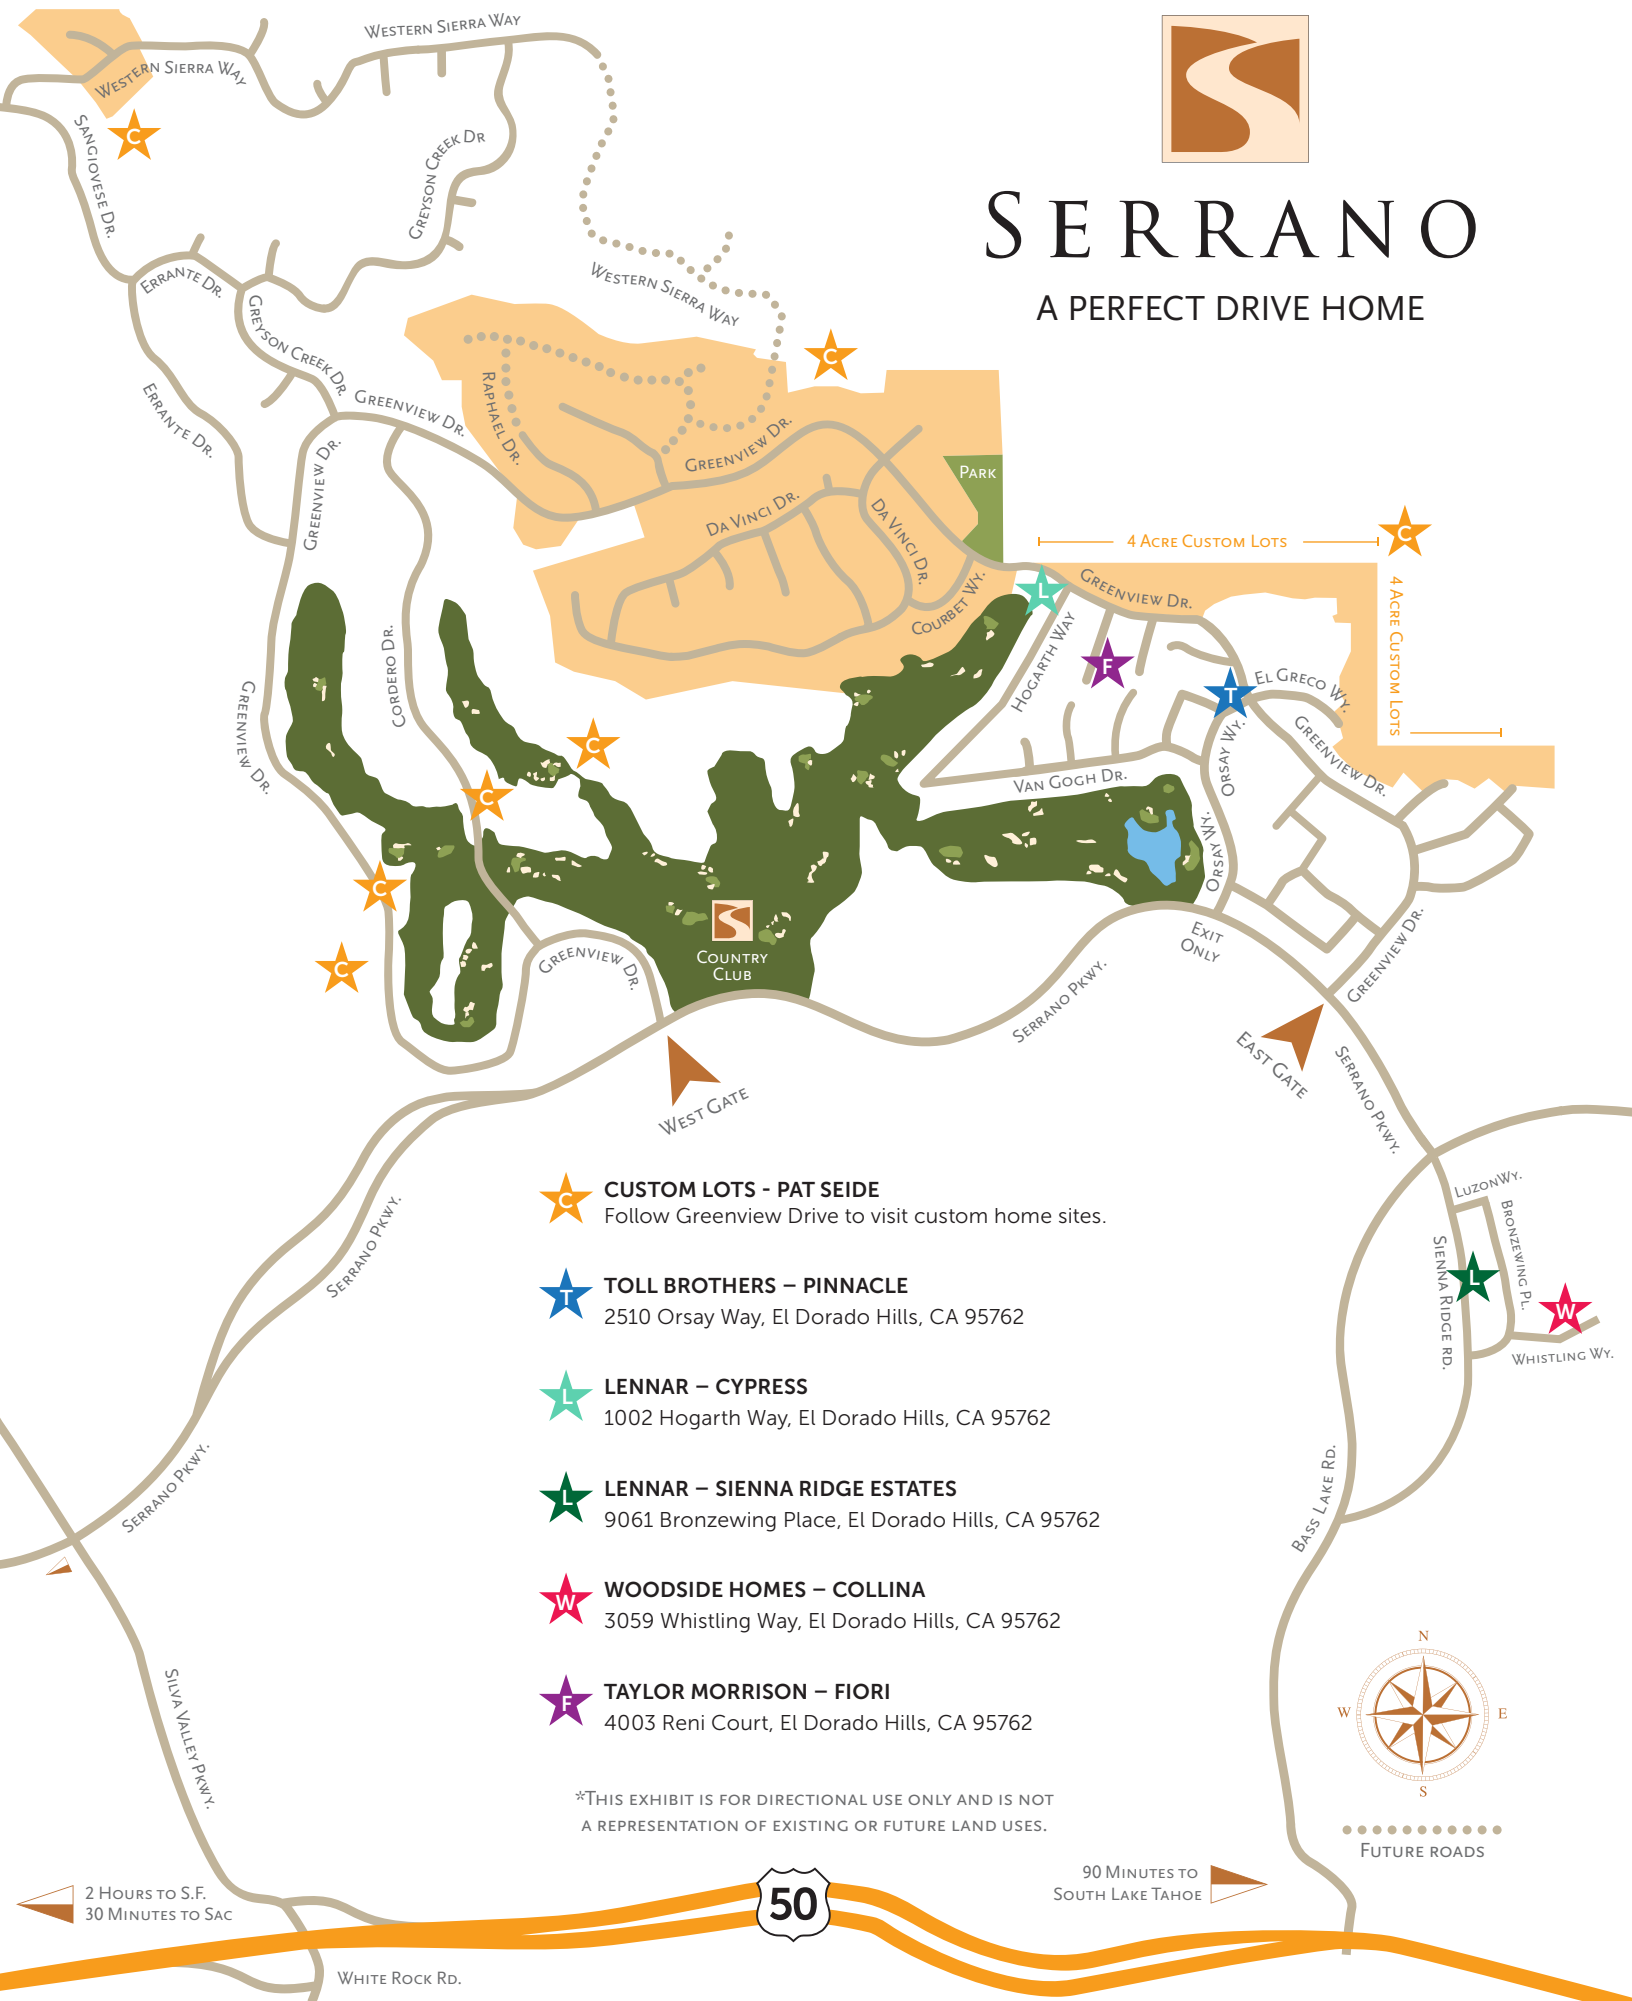 Western Sierra Way
Western Sierra Way
C
Sangiovese Dr.
Greyson Creek Dr
Serrano
A PERFECT DRIVE HOME
Errante Dr.
Western Sierra Way
Greyson Creek Dr.
C
Errante Dr.
Greenview Dr.
Raphael Dr.
Greenview Dr.
Greenview Dr.
Park
Da Vinci Dr.
Da Vinci Dr.
4 Acre Custom Lots
C
4 Acre Custom Lots
L
Greenview Dr.
Courbet Wy.
Hogarth Way
F
Cordero Dr.
T
El Greco Wy.
Greenview Dr.
Greenview Dr.
Orsay Wy.
C
C
Van Gogh Dr.
Orsay Wy.
C
C
Greenview Dr.
Country
Club
Exit
Only
Greenview Dr.
Serrano Pkwy.
East Gate
West Gate
Serrano Pkwy.
Serrano Pkwy.
Luzon Wy.
Bronzewing Pl.
Sienna Ridge Rd.
L
W
Whistling Wy.
C
CUSTOM LOTS - PAT SEIDE
Follow Greenview Drive to visit custom home sites.
T
TOLL BROTHERS – PINNACLE
2510 Orsay Way, El Dorado Hills, CA 95762
L
LENNAR – CYPRESS
1002 Hogarth Way, El Dorado Hills, CA 95762
L
LENNAR – SIENNA RIDGE ESTATES
9061 Bronzewing Place, El Dorado Hills, CA 95762
W
WOODSIDE HOMES – COLLINA
3059 Whistling Way, El Dorado Hills, CA 95762
F
TAYLOR MORRISON – FIORI
4003 Reni Court, El Dorado Hills, CA 95762
Serrano Pkwy.
Bass Lake Rd.
Silva Valley Pkwy.
N
W
E
S
*This exhibit is for directional use only and is not
a representation of existing or future land uses.
Future roads
90 Minutes to
South Lake Tahoe
2 Hours to S.F.
30 Minutes to Sac
50
White Rock Rd.